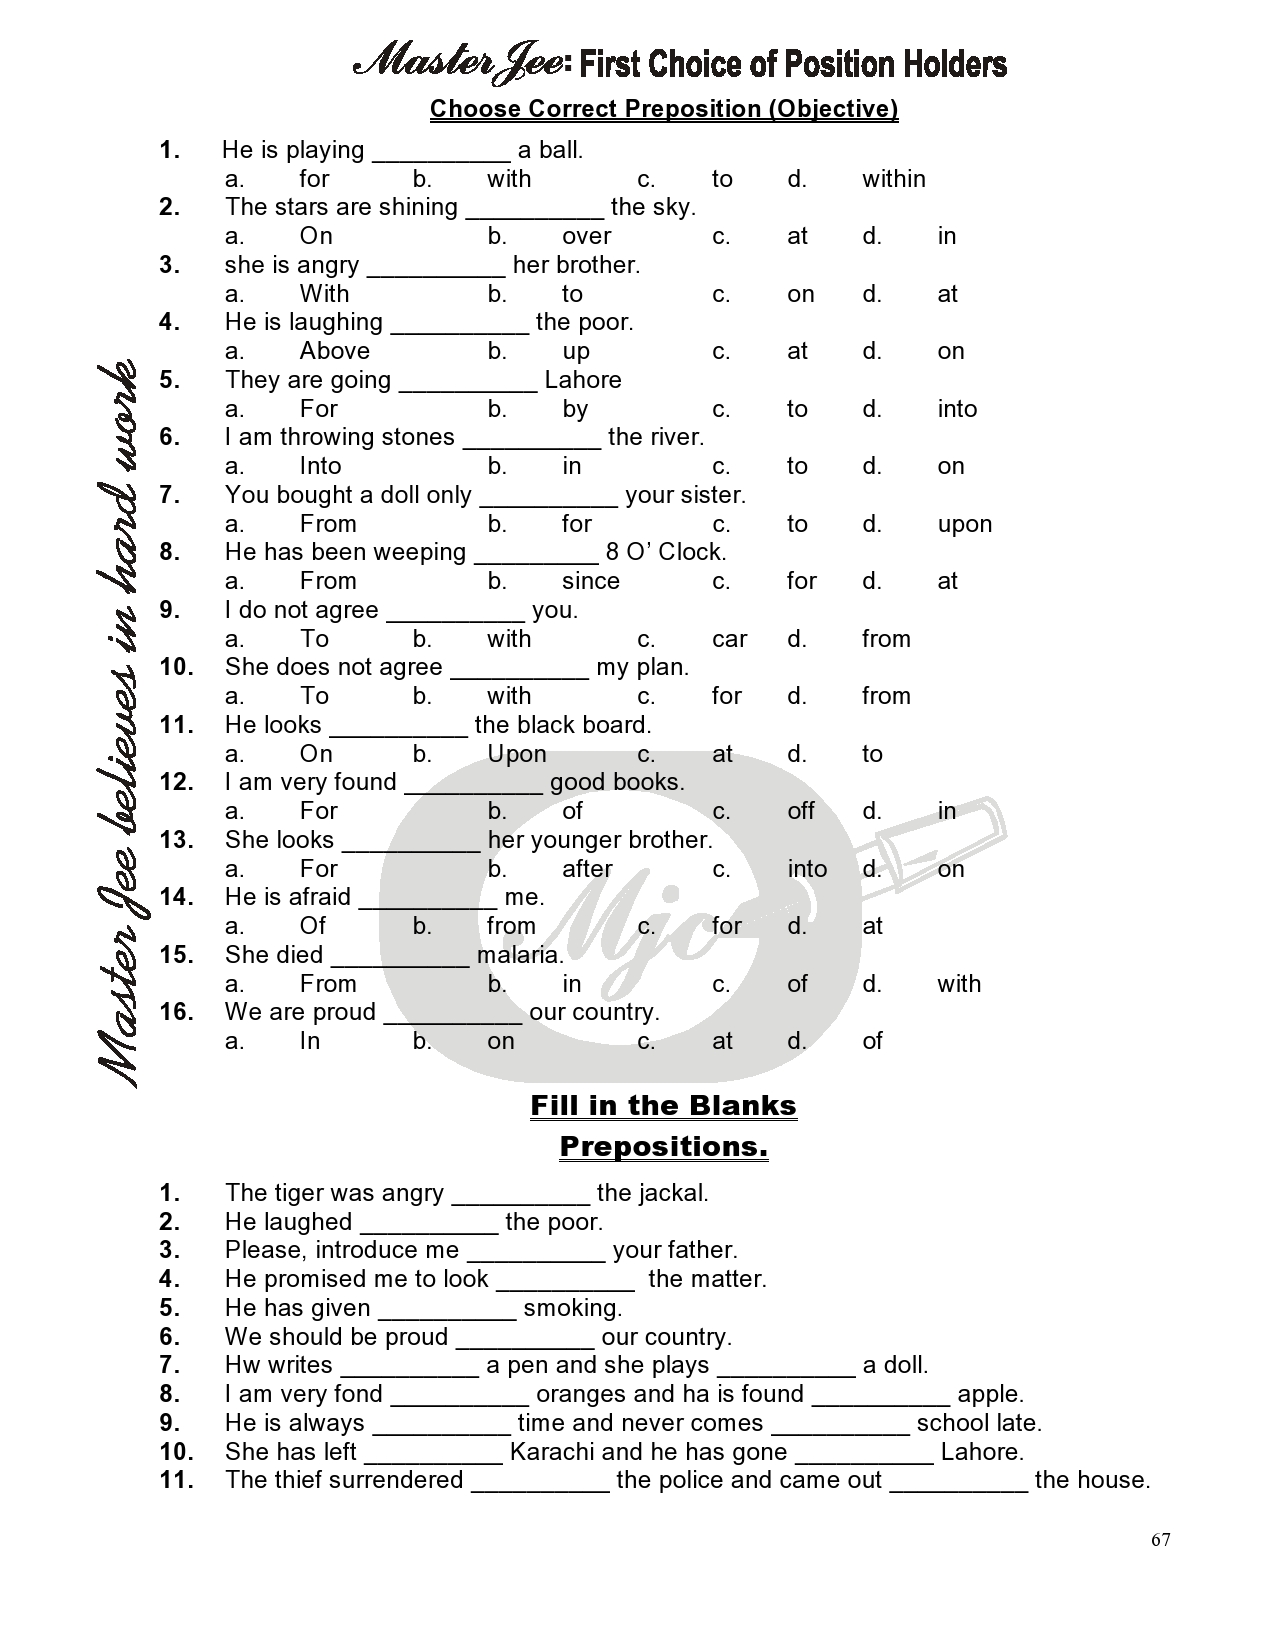 Master Jee: First Choice of Position Holders
Choose Correct Preposition (Objective)
1. He is playing __________ a ball.
a. for b. with c. to d. within
2. The stars are shining __________ the sky.
a. On b. over c. at d. in
3. she is angry __________ her brother.
a. With b. to c. on d. at
4. He is laughing __________ the poor.
a. Above b. up c. at d. on
5. They are going __________ Lahore
a. For b. by c. to d. into
6. I am throwing stones __________ the river.
a. Into b. in c. to d. on
7. You bought a doll only __________ your sister.
a. From b. for c. to d. upon
8. He has been weeping _________ 8 O’ Clock.
a. From b. since c. for d. at
9. I do not agree __________ you.
a. To b. with c. car d. from
10. She does not agree __________ my plan.
a. To b. with c. for d. from
11. He looks __________ the black board.
a. On b. Upon c. at d. to
12. I am very found __________ good books.
a. For b. of c. off d. in
13. She looks __________ her younger brother.
a. For b. after c. into d. on
14. He is afraid __________ me.
a. Of b. from c. for d. at
15. She died __________ malaria.
a. From b. in c. of d. with
16. We are proud __________ our country.
a. In b. on c. at d. of
Mjc
Master Jee believes in hard work
Fill in the Blanks
Prepositions.
1. The tiger was angry __________ the jackal.
2. He laughed __________ the poor.
3. Please, introduce me __________ your father.
4. He promised me to look __________ the matter.
5. He has given __________ smoking.
6. We should be proud __________ our country.
7. Hw writes __________ a pen and she plays __________ a doll.
8. I am very fond __________ oranges and ha is found __________ apple.
9. He is always __________ time and never comes __________ school late.
10. She has left __________ Karachi and he has gone __________ Lahore.
11. The thief surrendered __________ the police and came out __________ the house.
67